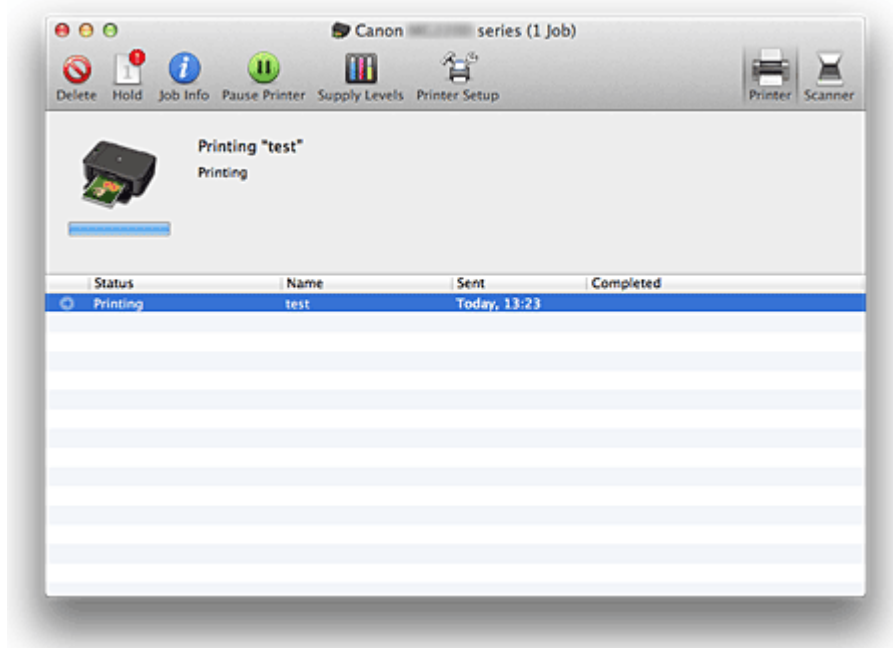 Canon series (1 Job)
Delete Hold Job Info Pause Printer Supply Levels Printer Setup Printer Scanner
Printing "test"
Printing
Status Name Sent Completed
Printing test Today, 13:23